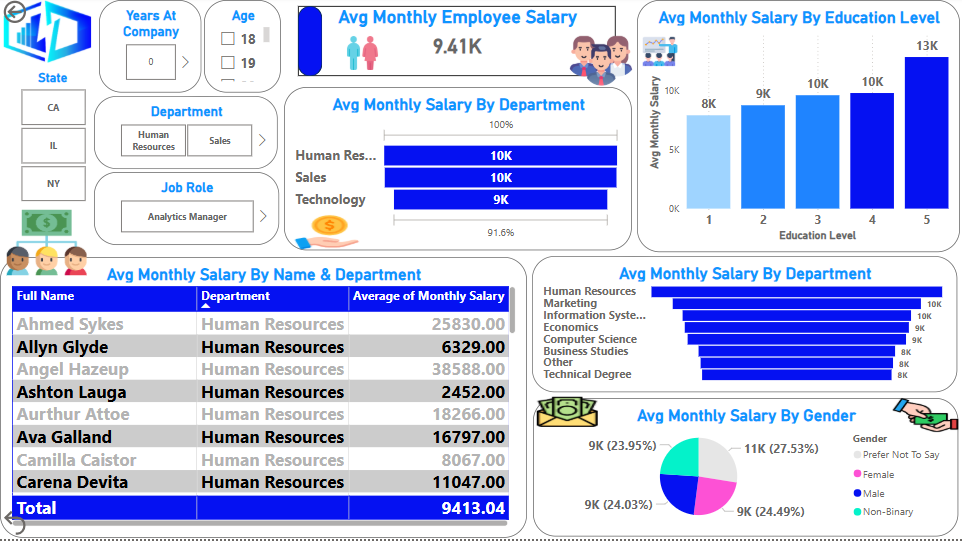 Years At
Company
0
Age
18
19
State
CA
IL
NY
Department
Human
Resources
Sales
Job Role
Analytics Manager
Avg Monthly Employee Salary
9.41K
Avg Monthly Salary By Department
100%
Human Res...
10K
Sales
10K
Technology
9K
91.6%
Avg Monthly Salary By Education Level
Avg Monthly Salary
10K
5K
0K
8K
9K
10K
10K
13K
1 2 3 4 5
Education Level
Avg Monthly Salary By Name & Department
Full Name Department Average of Monthly Salary
Ahmed Sykes Human Resources 25830.00
Allyn Glyde Human Resources 6329.00
Angel Hazeup Human Resources 38588.00
Ashton Lauga Human Resources 2452.00
Aurthur Attoe Human Resources 18266.00
Ava Galland Human Resources 16797.00
Camilla Caistor Human Resources 8067.00
Carena Devita Human Resources 11047.00
Total 9413.04
Avg Monthly Salary By Department
Human Resources
Marketing 10K
Information Syste... 10K
Economics 9K
Computer Science 9K
Business Studies 8K
Other 8K
Technical Degree 8K
Avg Monthly Salary By Gender
9K (23.95%)
11K (27.53%)
9K (24.03%)
9K (24.49%)
Gender
Prefer Not To Say
Female
Male
Non-Binary